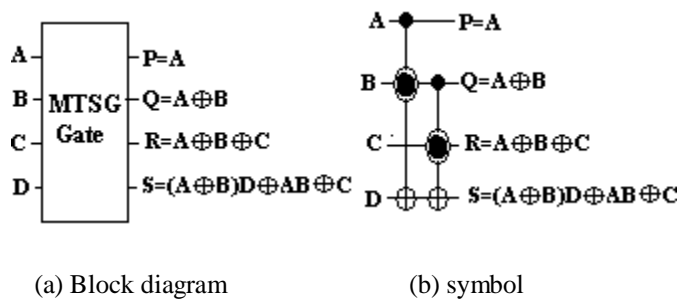 A
B
C
D
MTSG
Gate
P=A
Q=A⊕B
R=A⊕B⊕C
S=(A⊕B)D⊕AB⊕C
(a) Block diagram
A
B
C
D
P=A
Q=A⊕B
R=A⊕B⊕C
S=(A⊕B)D⊕AB⊕C
(b) symbol